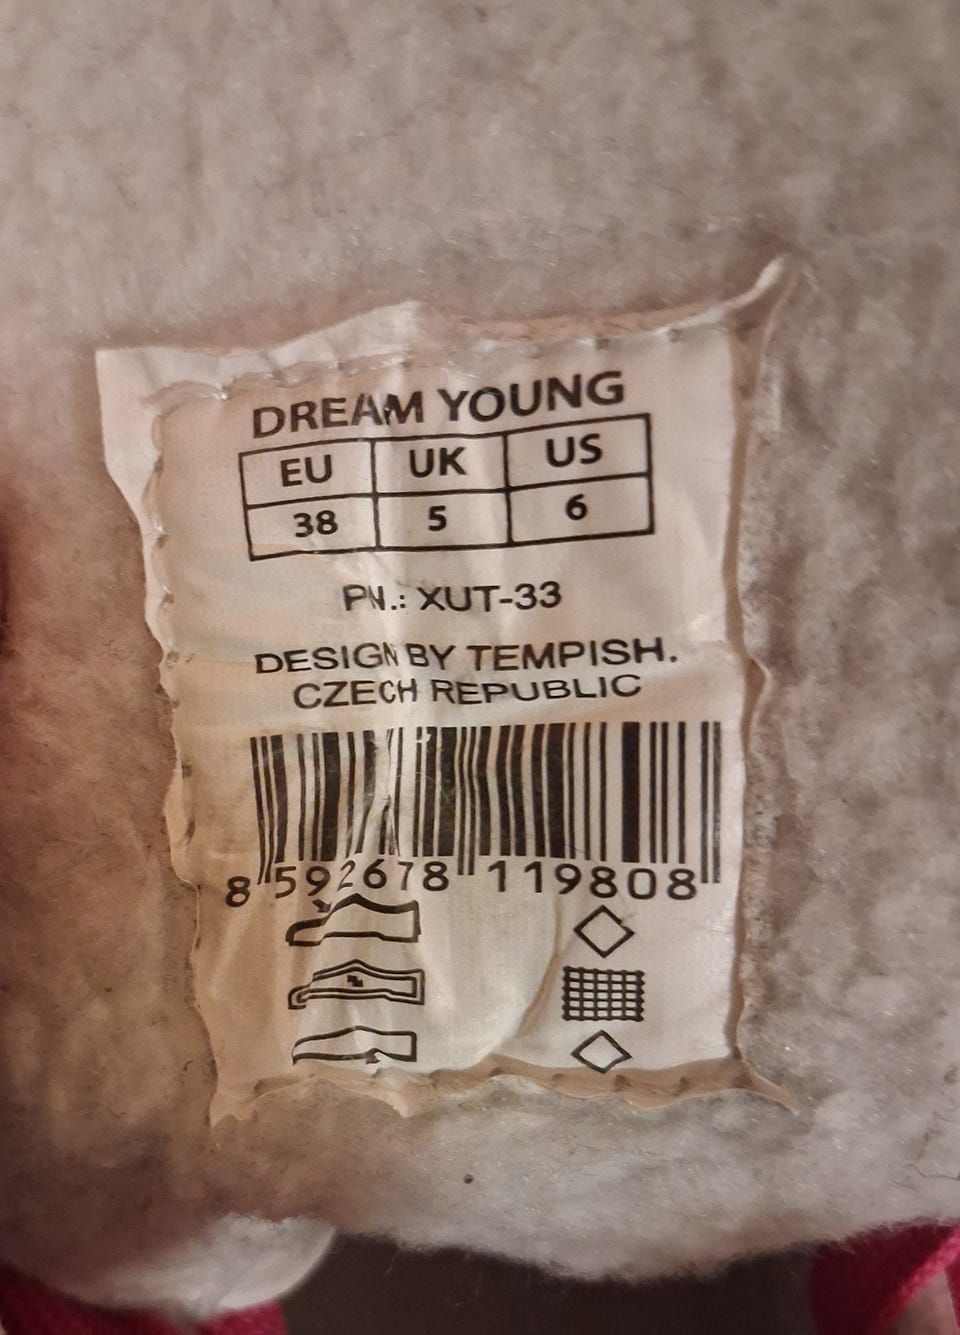 DREAM YOUNG
EU UK US
38 5 6
PN.: XUT-33
DESIGN BY TEMPISH.
CZECH REPUBLIC
8 592678 119808